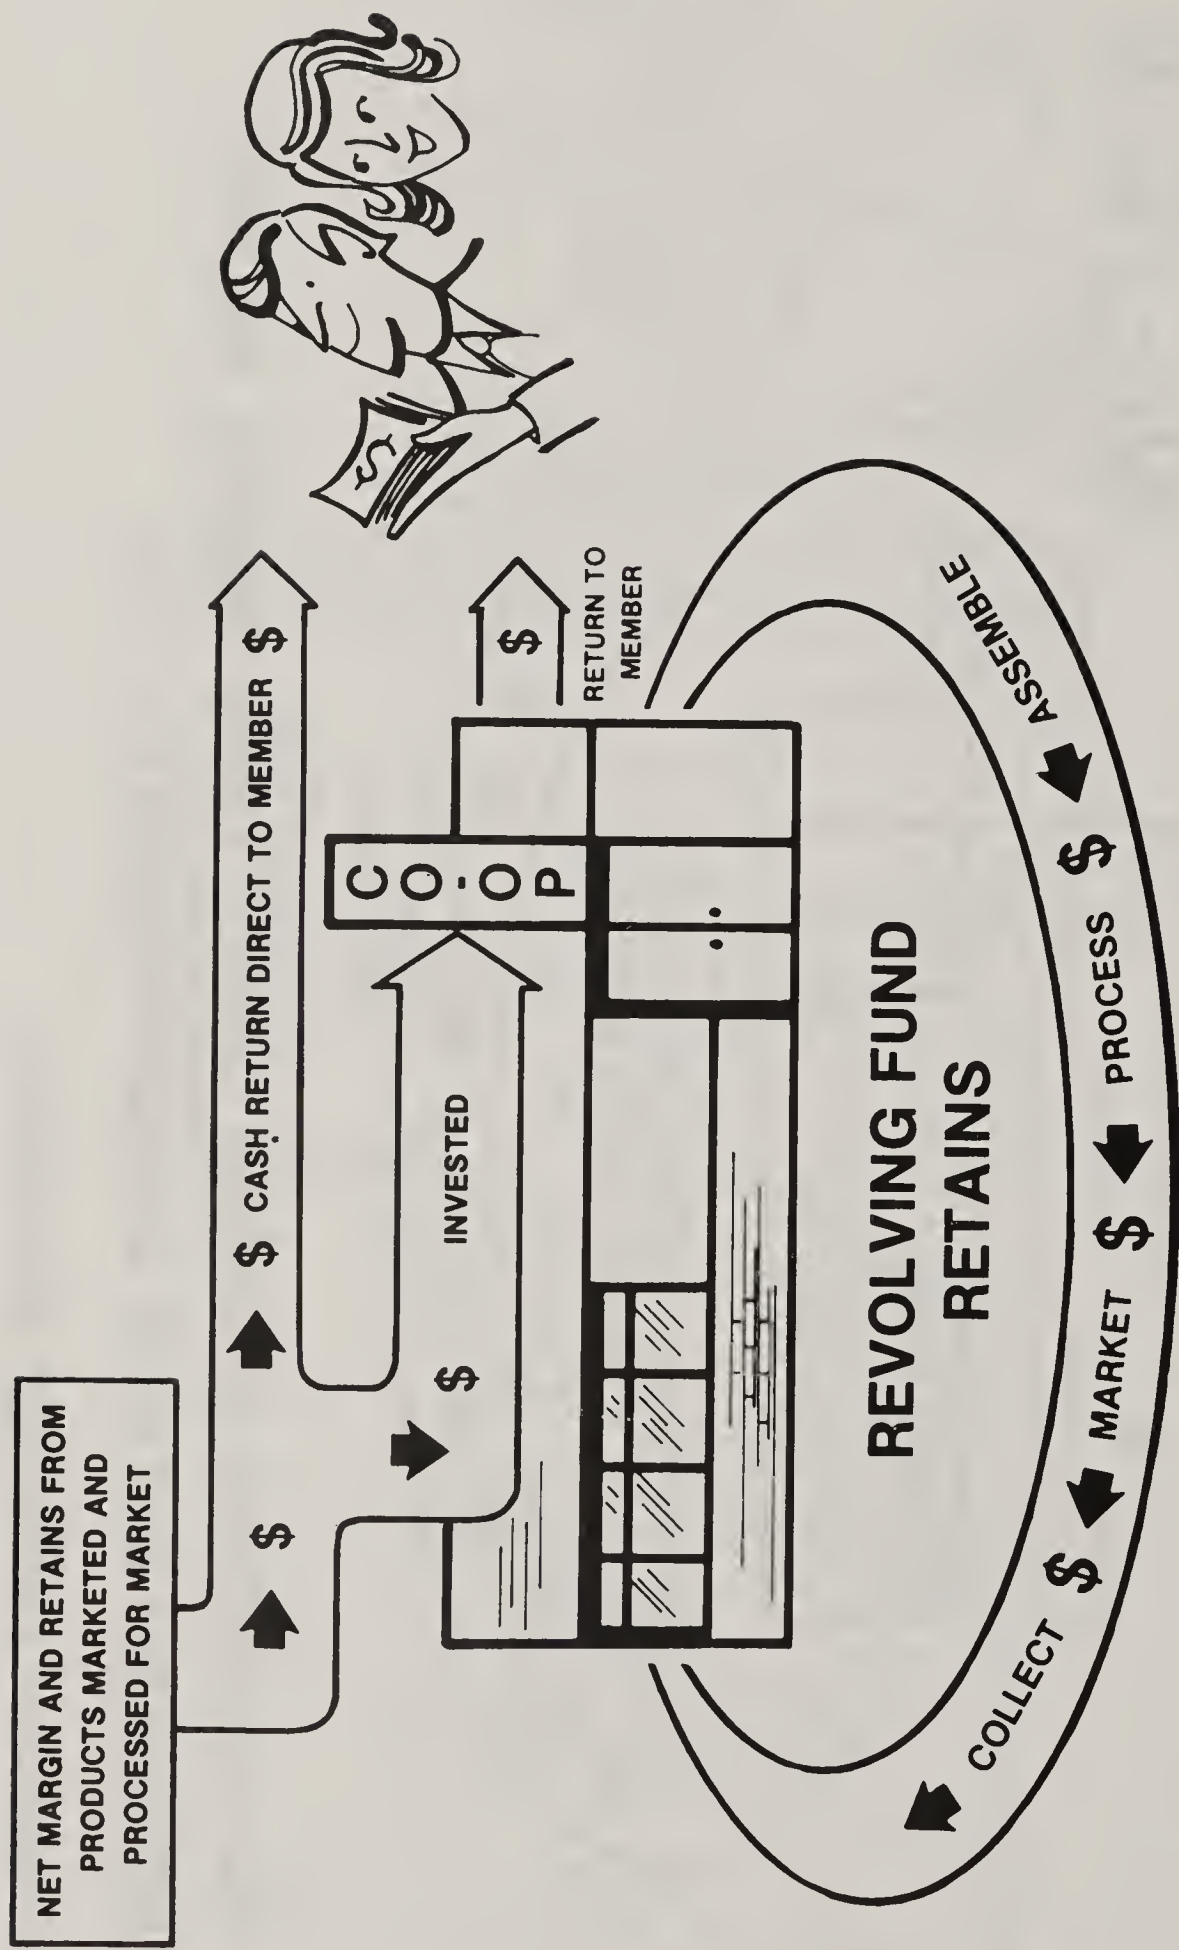 NET MARGIN AND RETAINS FROM
PRODUCTS MARKETED AND
PROCESSED FOR MARKET
$
$ CASH RETURN DIRECT TO MEMBER $
$
INVESTED
CO-OP
$
RETURN TO
MEMBER
$
REVOLVING FUND
RETAINS
ASSEMBLE
$
PROCESS
$
MARKET
$
COLLECT